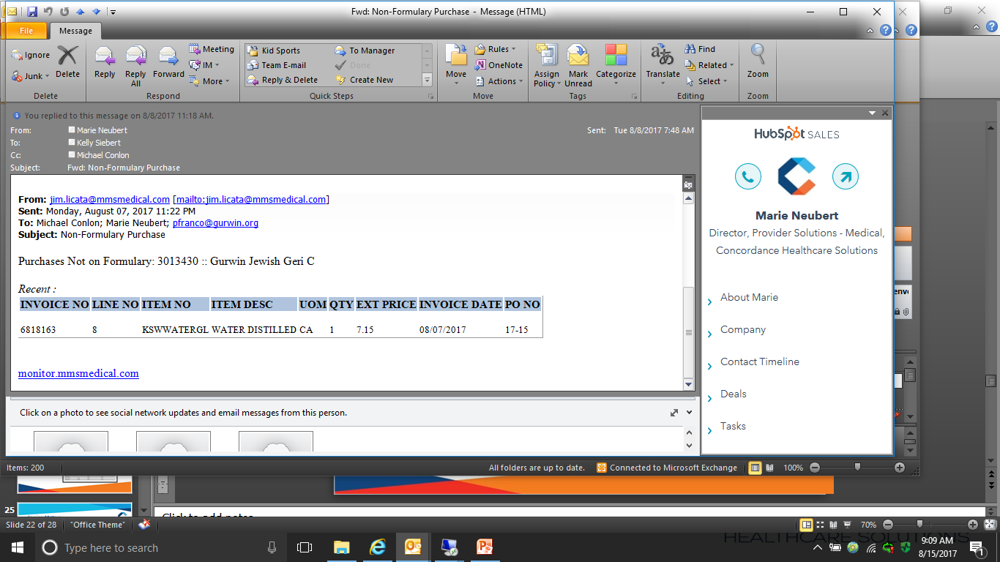 Fwd: Non-Formulary Purchase - Message (HTML)
File Message
Ignore
Junk
Delete
Reply
Reply All
Forward
Meeting
IM
More
Kid Sports
Team E-mail
Reply & Delete
To Manager
Done
Create New
Move
Rules
OneNote
Actions
Assign Policy
Mark Unread
Categorize
Translate
Find
Related
Select
Zoom
Delete Respond Quick Steps Move Tags Editing Zoom
You replied to this message on 8/8/2017 11:18 AM.
From: Marie Neubert Sent: Tue 8/8/2017 7:48 AM
To: Kelly Siebert
Cc: Michael Conlon
Subject: Fwd: Non-Formulary Purchase
From: jim.licata@mmsmedical.com [mailto:jim.licata@mmsmedical.com]
Sent: Monday, August 07, 2017 11:22 PM
To: Michael Conlon; Marie Neubert; pfranco@gurwin.org
Subject: Non-Formulary Purchase
Purchases Not on Formulary: 3013430 :: Gurwin Jewish Geri C
Recent :
INVOICE NO LINE NO ITEM NO ITEM DESC UOM QTY EXT PRICE INVOICE DATE PO NO
6818163 8 KSWWATERGL WATER DISTILLED CA 1 7.15 08/07/2017 17-15
monitor.mmsmedical.com
Click on a photo to see social network updates and email messages from this person.
HubSpot SALES
Marie Neubert
Director, Provider Solutions - Medical,
Concordance Healthcare Solutions
About Marie
Company
Contact Timeline
Deals
Tasks
Items: 200 All folders are up to date. Connected to Microsoft Exchange 100%
25
Click to add notes
Slide 22 of 28 "Office Theme" 70%
HEALTHCARE SOLUTIONS
Type here to search
9:09 AM
8/15/2017
1